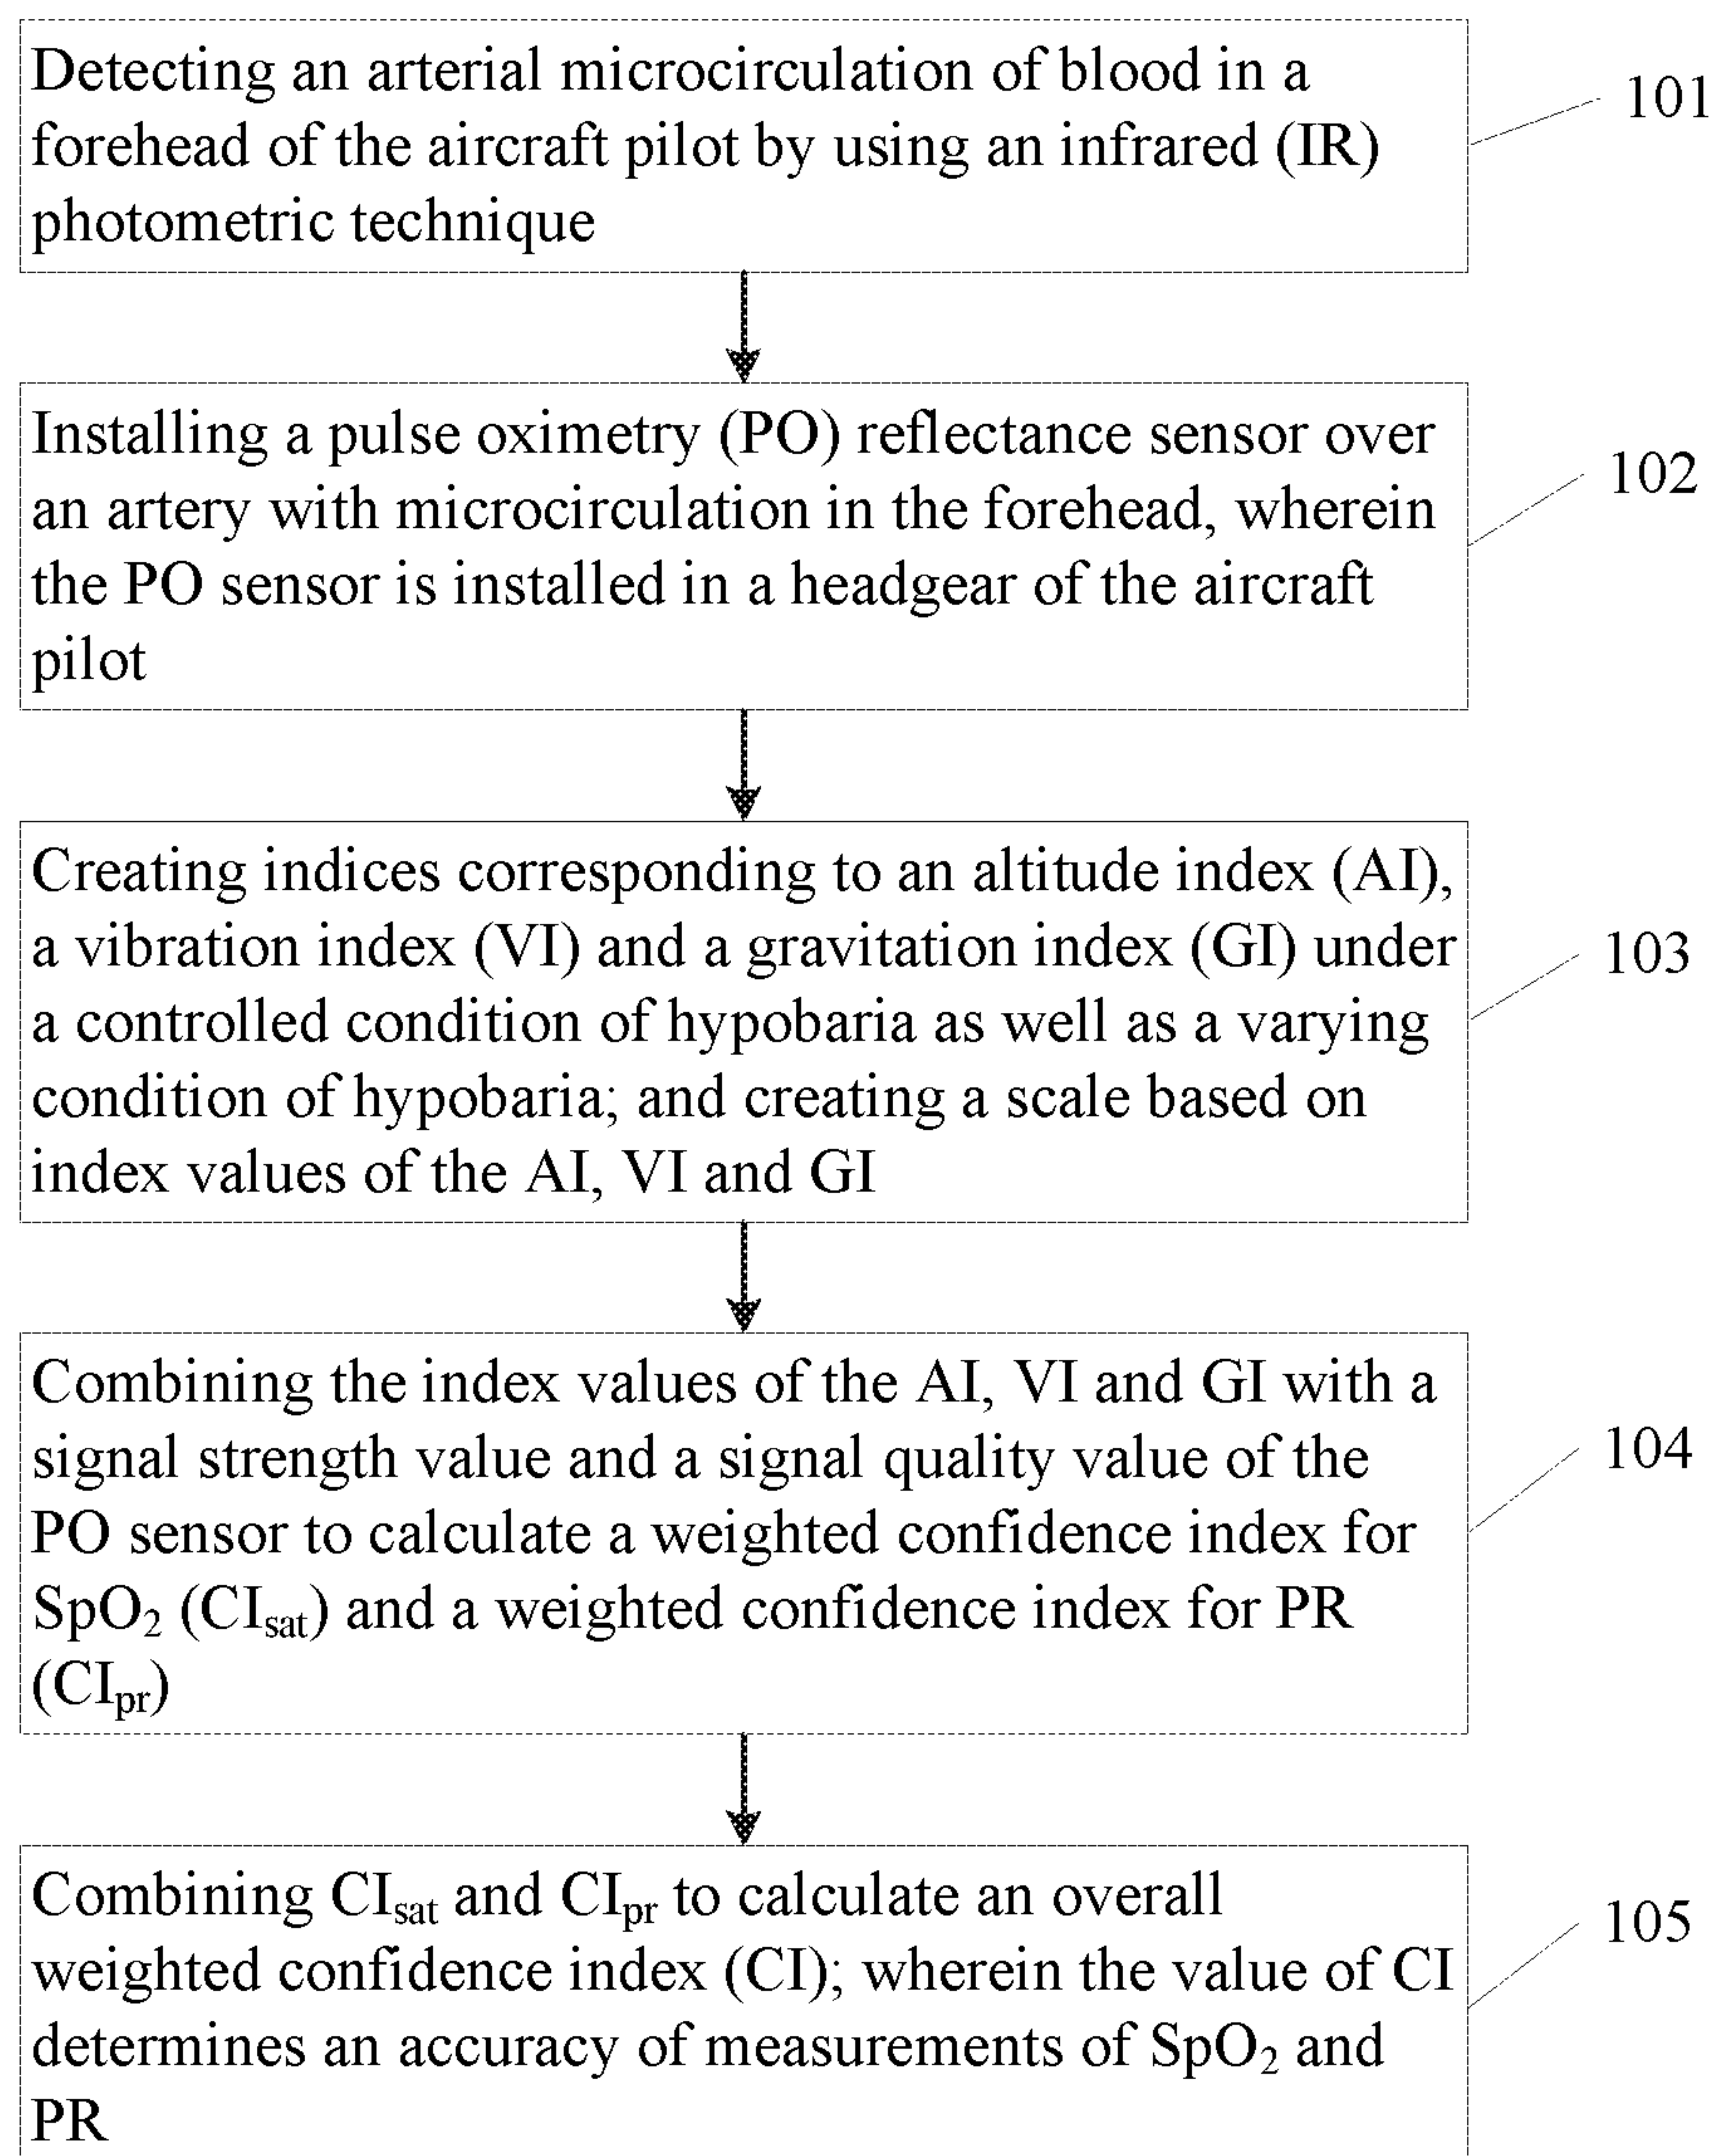 Detecting an arterial microcirculation of blood in a
forehead of the aircraft pilot by using an infrared (IR)
photometric technique
101
Installing a pulse oximetry (PO) reflectance sensor over
an artery with microcirculation in the forehead, wherein
the PO sensor is installed in a headgear of the aircraft
pilot
102
Creating indices corresponding to an altitude index (AI),
a vibration index (VI) and a gravitation index (GI) under
a controlled condition of hypobaria as well as a varying
condition of hypobaria; and creating a scale based on
index values of the AI, VI and GI
103
Combining the index values of the AI, VI and GI with a
signal strength value and a signal quality value of the
PO sensor to calculate a weighted confidence index for
SpO₂ (CIsat) and a weighted confidence index for PR
(CIpr)
104
Combining CIsat and CIpr to calculate an overall
weighted confidence index (CI); wherein the value of CI
determines an accuracy of measurements of SpO₂ and
PR
105